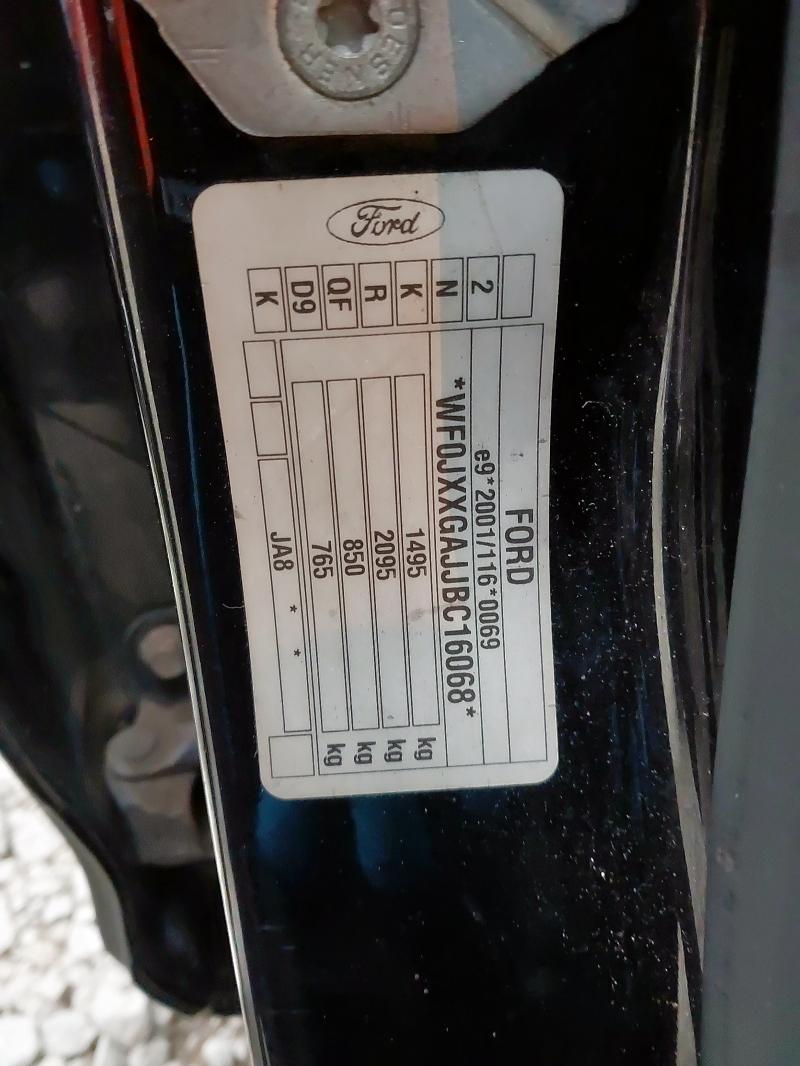 Ford
FORD
e9*2001/116*0069
*WF0JXXGAJJBC16068*
1495 kg
2095 kg
850 kg
765 kg
JA8 * *
2
N
K
R
QF
D9
K